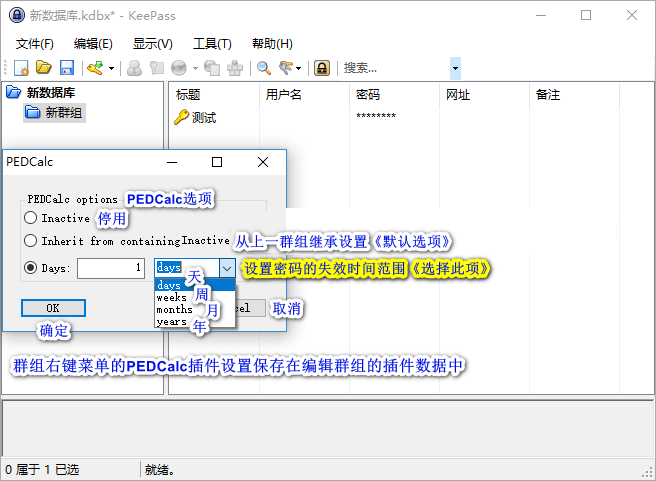 新数据库.kdbx* - KeePass
文件(F) 编辑(E) 显示(V) 工具(T) 帮助(H)
搜索...
新数据库
新群组
标题 用户名 密码 网址 备注
测试 ********
PEDCalc
PEDCalc options PEDCalc选项
Inactive 停用
Inherit from containingInactive 从上一群组继承设置《默认选项》
Days: 1 days 设置密码的失效时间范围《选择此项》
days 天
weeks 周
months 月
years 年
OK cel 取消
确定
群组右键菜单的PEDCalc插件设置保存在编辑群组的插件数据中
0 属于 1 已选 就绪。